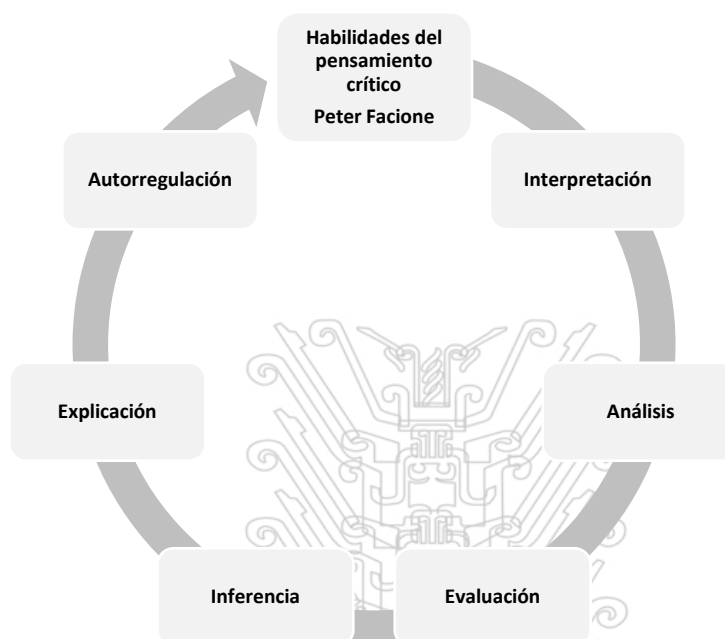 Habilidades del
pensamiento
crítico
Peter Facione
Interpretación
Análisis
Evaluación
Inferencia
Explicación
Autorregulación